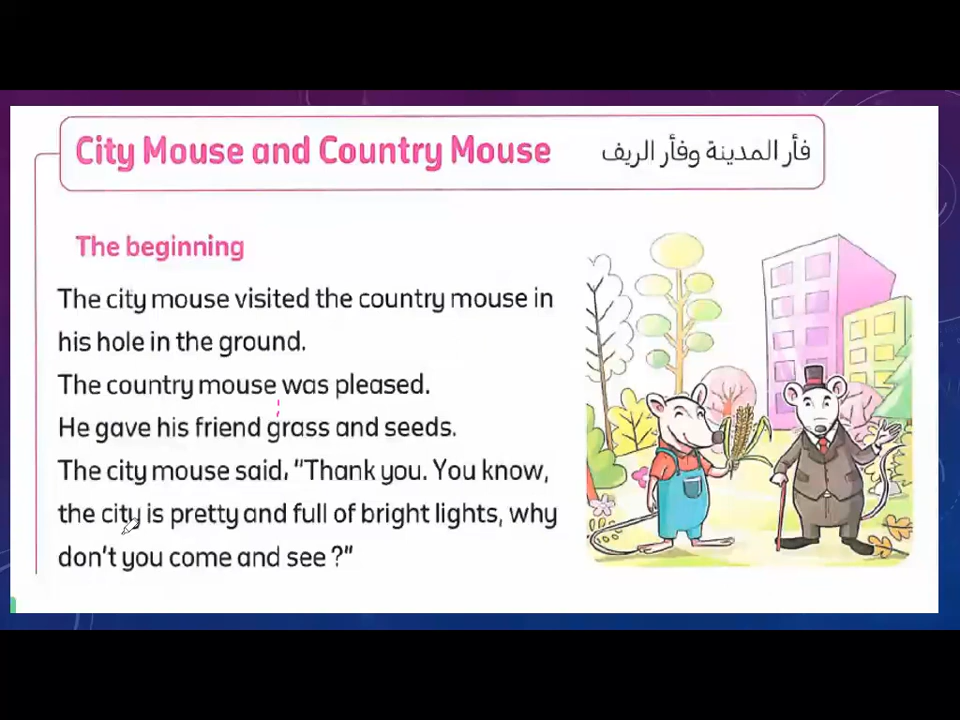 City Mouse and Country Mouse
فأر المدينة وفأر الريف
The beginning
The city mouse visited the country mouse in
his hole in the ground.
The country mouse was pleased.
He gave his friend grass and seeds.
The city mouse said, "Thank you. You know,
the city is pretty and full of bright lights, why
don't you come and see ?"